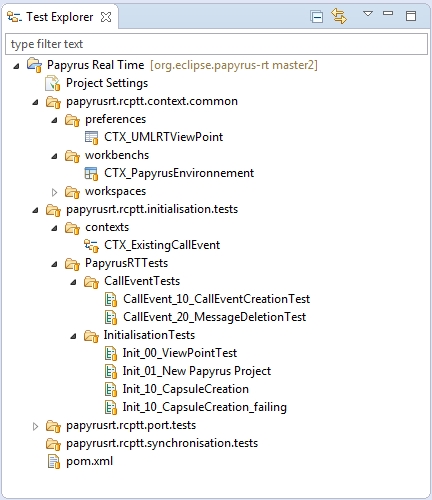 Test Explorer
type filter text
Papyrus Real Time [org.eclipse.papyrus-rt master2]
Project Settings
papyrusrt.rcptt.context.common
preferences
CTX_UMLRTViewPoint
workbenchs
CTX_PapyrusEnvironnement
workspaces
papyrusrt.rcptt.initialisation.tests
contexts
CTX_ExistingCallEvent
PapyrusRTTests
CallEventTests
CallEvent_10_CallEventCreationTest
CallEvent_20_MessageDeletionTest
InitialisationTests
Init_00_ViewPointTest
Init_01_New Papyrus Project
Init_10_CapsuleCreation
Init_10_CapsuleCreation_failing
papyrusrt.rcptt.port.tests
papyrusrt.rcptt.synchronisation.tests
pom.xml